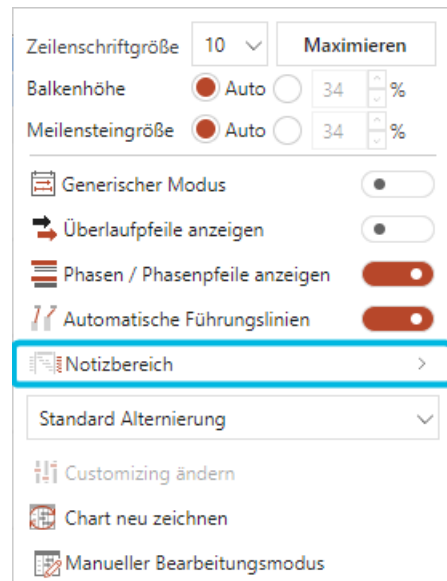 Zeilenschriftgröße 10 Maximieren
Balkenhöhe Auto 34 %
Meilensteingröße Auto 34 %
Generischer Modus
Überlaufpfeile anzeigen
Phasen / Phasenpfeile anzeigen
Automatische Führungslinien
Notizbereich
Standard Alternierung
Customizing ändern
Chart neu zeichnen
Manueller Bearbeitungsmodus